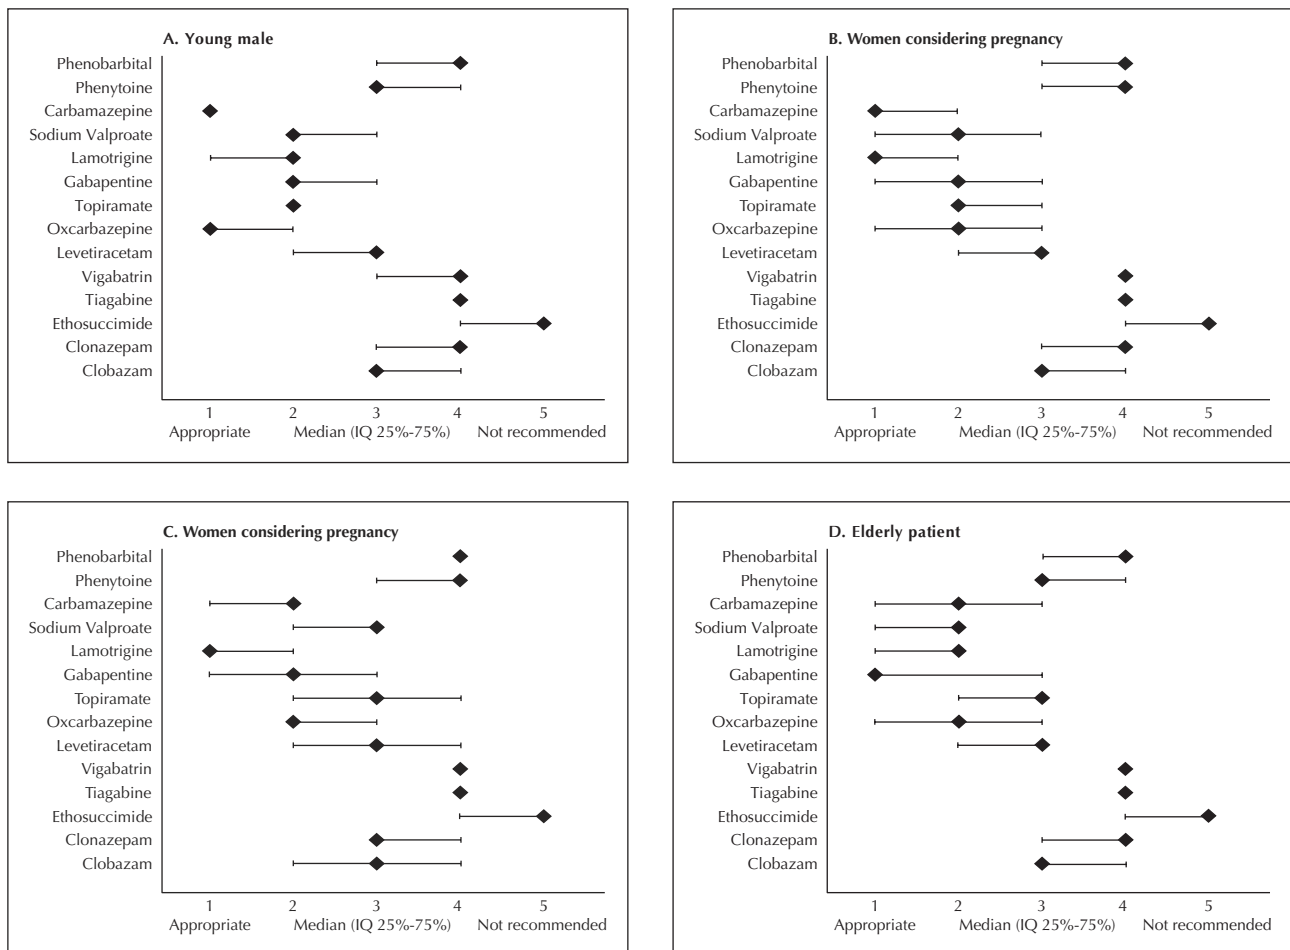 A. Young male
Phenobarbital
Phenytoine
Carbamazepine
Sodium Valproate
Lamotrigine
Gabapentine
Topiramate
Oxcarbazepine
Levetiracetam
Vigabatrin
Tiagabine
Ethosuccimide
Clonazepam
Clobazam
1 2 3 4 5
Appropriate Median (IQ 25%-75%) Not recommended
B. Women considering pregnancy
Phenobarbital
Phenytoine
Carbamazepine
Sodium Valproate
Lamotrigine
Gabapentine
Topiramate
Oxcarbazepine
Levetiracetam
Vigabatrin
Tiagabine
Ethosuccimide
Clonazepam
Clobazam
1 2 3 4 5
Appropriate Median (IQ 25%-75%) Not recommended
C. Women considering pregnancy
Phenobarbital
Phenytoine
Carbamazepine
Sodium Valproate
Lamotrigine
Gabapentine
Topiramate
Oxcarbazepine
Levetiracetam
Vigabatrin
Tiagabine
Ethosuccimide
Clonazepam
Clobazam
1 2 3 4 5
Appropriate Median (IQ 25%-75%) Not recommended
D. Elderly patient
Phenobarbital
Phenytoine
Carbamazepine
Sodium Valproate
Lamotrigine
Gabapentine
Topiramate
Oxcarbazepine
Levetiracetam
Vigabatrin
Tiagabine
Ethosuccimide
Clonazepam
Clobazam
1 2 3 4 5
Appropriate Median (IQ 25%-75%) Not recommended